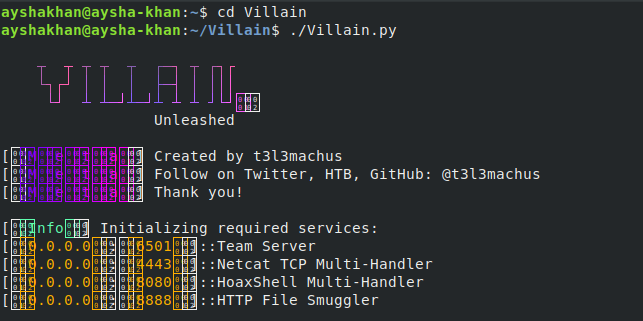 ayshakhan@aysha-khan:~$ cd Villain
ayshakhan@aysha-khan:~/Villain$ ./Villain.py
VILLAIN
Unleashed
[Meta] Created by t3l3machus
[Meta] Follow on Twitter, HTB, GitHub: @t3l3machus
[Meta] Thank you!
[Info] Initializing required services:
[0.0.0.0:6501]::Team Server
[0.0.0.0:4443]::Netcat TCP Multi-Handler
[0.0.0.0:8080]::HoaxShell Multi-Handler
[0.0.0.0:8888]::HTTP File Smuggler